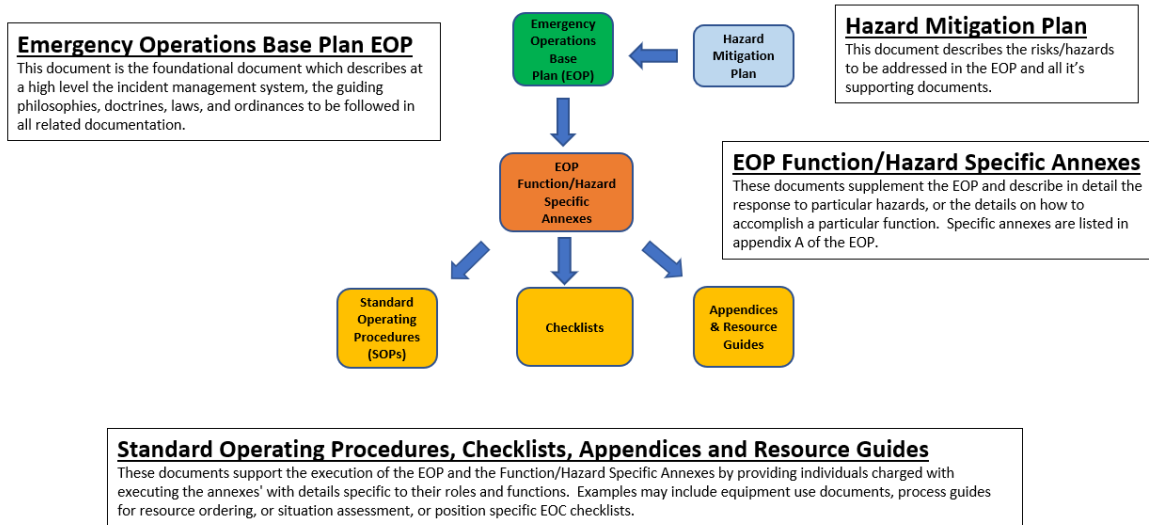 Emergency Operations Base Plan EOP
This document is the foundational document which describes at
a high level the incident management system, the guiding
philosophies, doctrines, laws, and ordinances to be followed in
all related documentation.
Emergency
Operations
Base
Plan (EOP)
Hazard
Mitigation
Plan
Hazard Mitigation Plan
This document describes the risks/hazards
to be addressed in the EOP and all it's
supporting documents.
EOP
Function/Hazard
Specific
Annexes
EOP Function/Hazard Specific Annexes
These documents supplement the EOP and describe in detail the
response to particular hazards, or the details on how to
accomplish a particular function.  Specific annexes are listed in
appendix A of the EOP.
Standard
Operating
Procedures
(SOPs)
Checklists
Appendices
& Resource
Guides
Standard Operating Procedures, Checklists, Appendices and Resource Guides
These documents support the execution of the EOP and the Function/Hazard Specific Annexes by providing individuals charged with
executing the annexes' with details specific to their roles and functions.  Examples may include equipment use documents, process guides
for resource ordering, or situation assessment, or position specific EOC checklists.